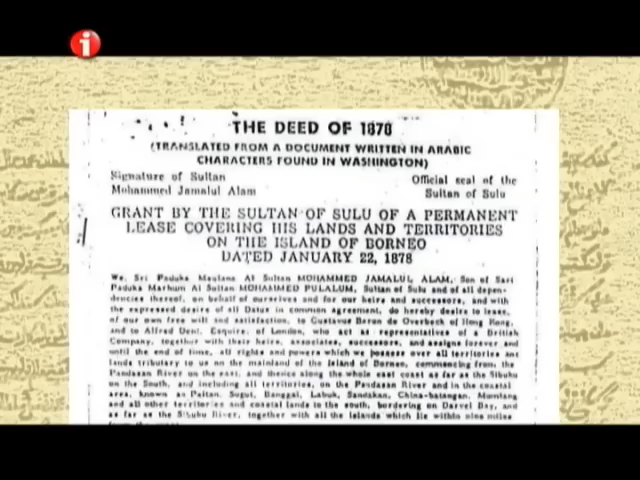 i
THE DEED OF 1878
(TRANSLATED FROM A DOCUMENT WRITTEN IN ARABIC
CHARACTERS FOUND IN WASHINGTON)
Signature of Sultan
Mohammed Jamalul Alam
Official seal of the
Sultan of Sulu
GRANT BY THE SULTAN OF SULU OF A PERMANENT
LEASE COVERING HIS LANDS AND TERRITORIES
ON THE ISLAND OF BORNEO
DATED JANUARY 22, 1878
We, Sri Paduka Maulana Al Sultan MOHAMMED JAMALUL ALAM, Son of Sari
Paduka Marhum Al Sultan MOHAMMED PULALUM, Sultan of Sulu and of all depen-
dencies thereof, on behalf of ourselves and for our heirs and successors, and with
the expressed desire of all Datus in common agreement, do hereby desire to lease,
of our own free will and satisfaction, to Gustavus Baron de Overbeck of Hong Kong,
and to Alfred Dent, Esquire, of London, who act as representatives of a British
Company, together with their heirs, associates, successors, and assigns forever and
until the end of time, all rights and powers which we possess over all territories and
lands tributary to us on the mainland of the Island of Borneo, commencing from the
Pandasan River on the east, and thence along the whole east coast as far as the Sibuku
on the South, and including all territories, on the Pandasan River and in the coastal
area, known as Paitan, Sugut, Banggai, Labuk, Sandakan, China-batangan, Mumiang
and all other territories and coastal lands to the south, bordering on Darvel Bay, and
as far as the Sibuku River, together with all the islands which lie within nine miles